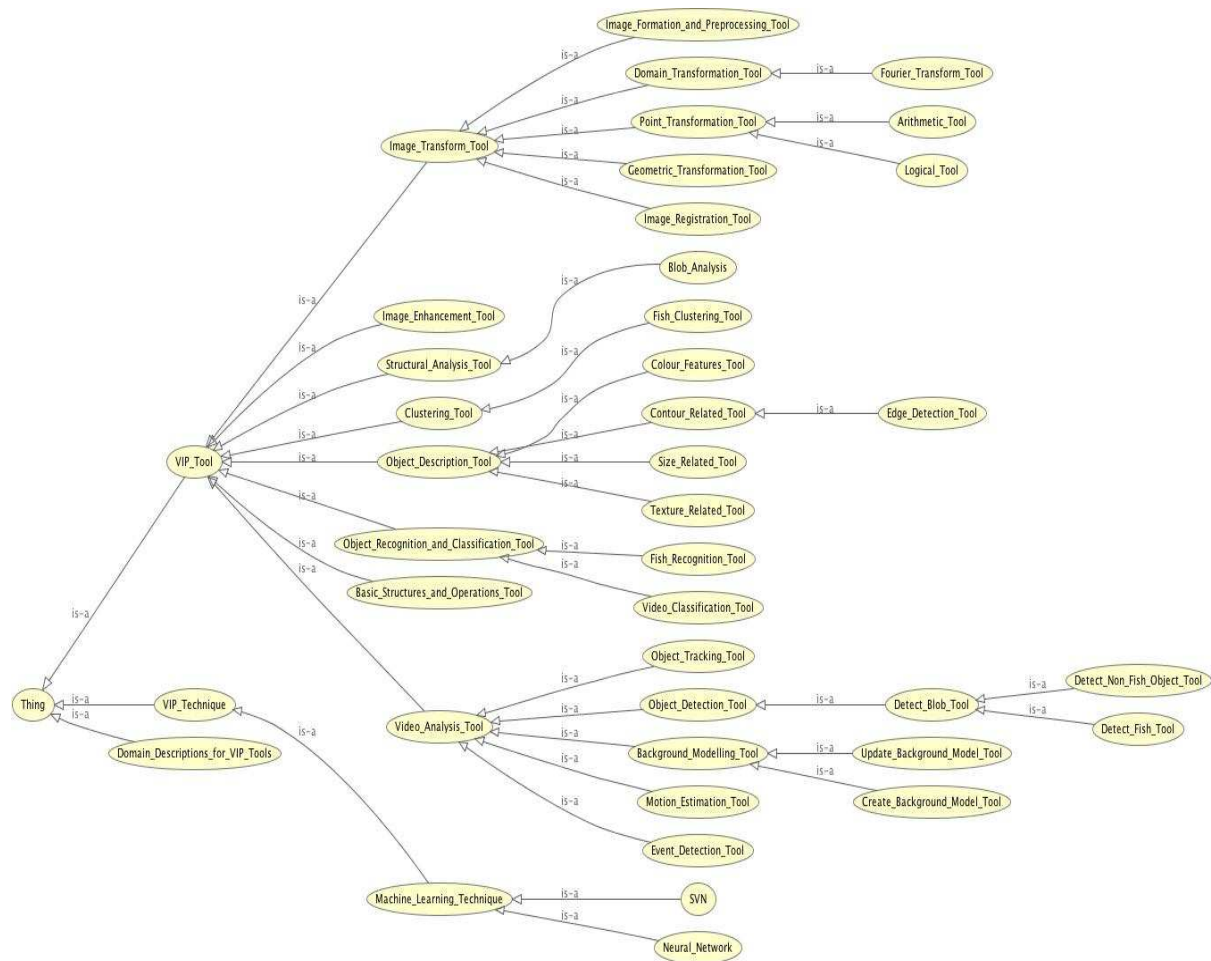 Image_Formation_and_Preprocessing_Tool
is-a
Domain_Transformation_Tool
is-a
Fourier_Transform_Tool
is-a
Point_Transformation_Tool
is-a
Arithmetic_Tool
Image_Transform_Tool
is-a
is-a
is-a
Geometric_Transformation_Tool
Logical_Tool
is-a
Image_Registration_Tool
Blob_Analysis
is-a
is-a
Image_Enhancement_Tool
Fish_Clustering_Tool
is-a
is-a
Structural_Analysis_Tool
Colour_Features_Tool
is-a
is-a
Clustering_Tool
Contour_Related_Tool
is-a
Edge_Detection_Tool
is-a
is-a
VIP_Tool
is-a
Object_Description_Tool
is-a
Size_Related_Tool
is-a
is-a
Texture_Related_Tool
Object_Recognition_and_Classification_Tool
is-a
is-a
Fish_Recognition_Tool
is-a
is-a
Basic_Structures_and_Operations_Tool
Video_Classification_Tool
is-a
Object_Tracking_Tool
is-a
is-a
Detect_Non_Fish_Object_Tool
Thing
is-a
VIP_Technique
is-a
Object_Detection_Tool
is-a
Detect_Blob_Tool
is-a
is-a
Video_Analysis_Tool
Detect_Fish_Tool
is-a
Domain_Descriptions_for_VIP_Tools
is-a
Background_Modelling_Tool
is-a
Update_Background_Model_Tool
is-a
is-a
Motion_Estimation_Tool
Create_Background_Model_Tool
is-a
Event_Detection_Tool
Machine_Learning_Technique
is-a
SVN
is-a
Neural_Network